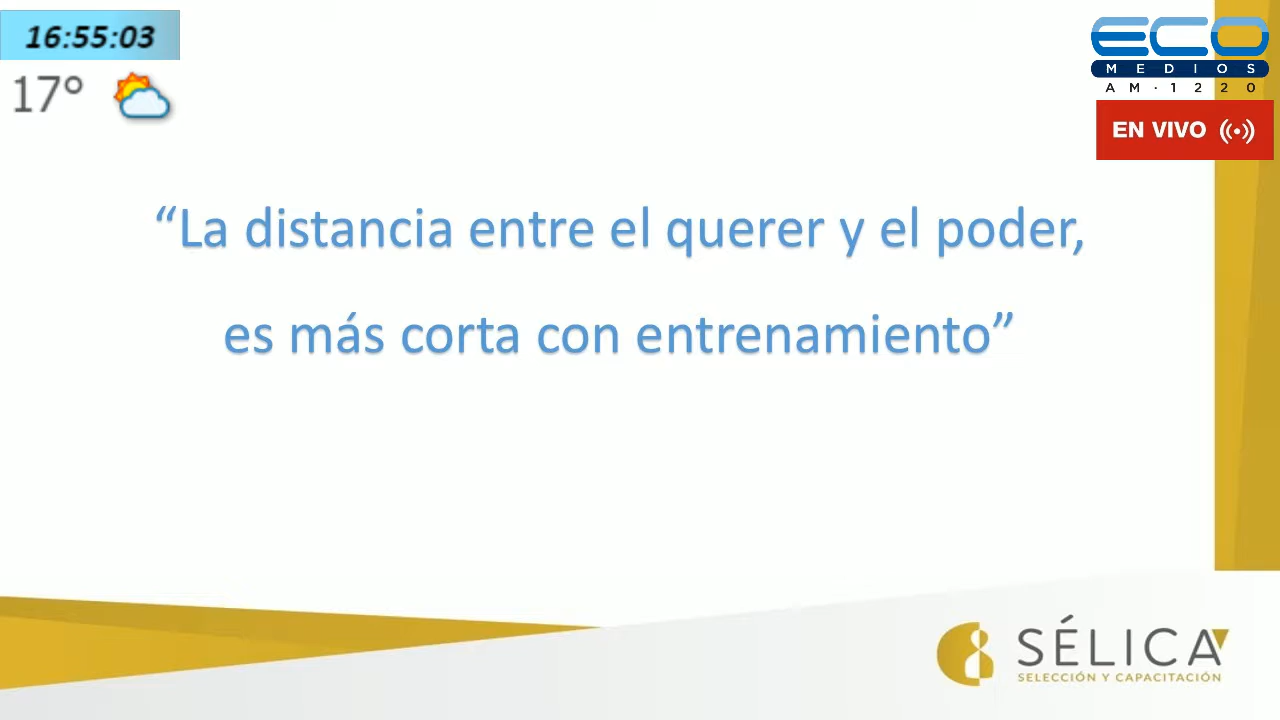 16:55:03
17°
ECO
MEDIOS
AM·1220
EN VIVO
“La distancia entre el querer y el poder,
es más corta con entrenamiento”
SÉLICA
SELECCIÓN Y CAPACITACIÓN